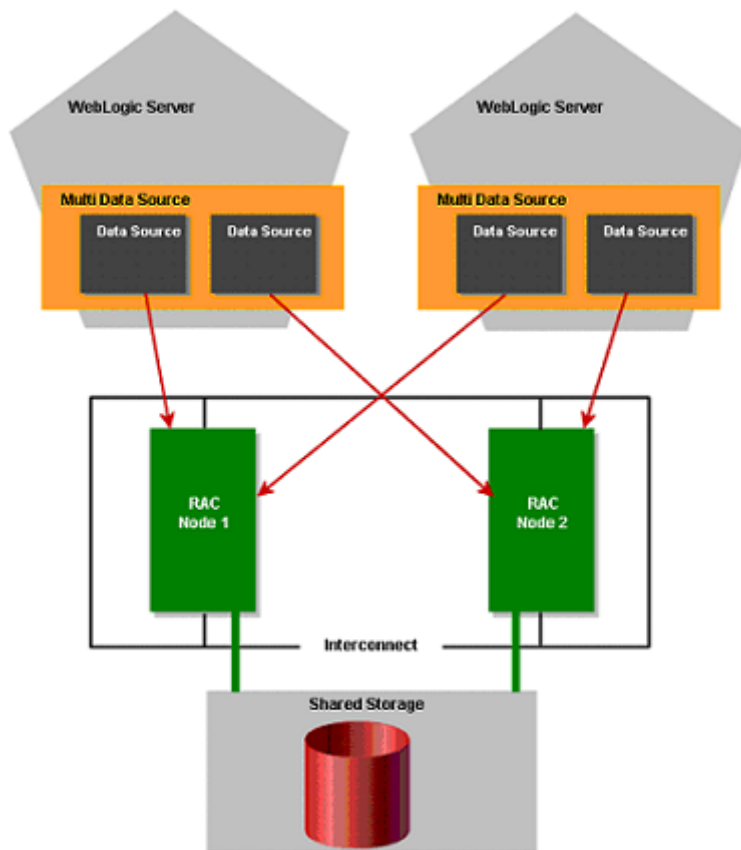 WebLogic Server
WebLogic Server
Multi Data Source
Multi Data Source
Data Source
Data Source
Data Source
Data Source
RAC
Node 1
RAC
Node 2
Interconnect
Shared Storage